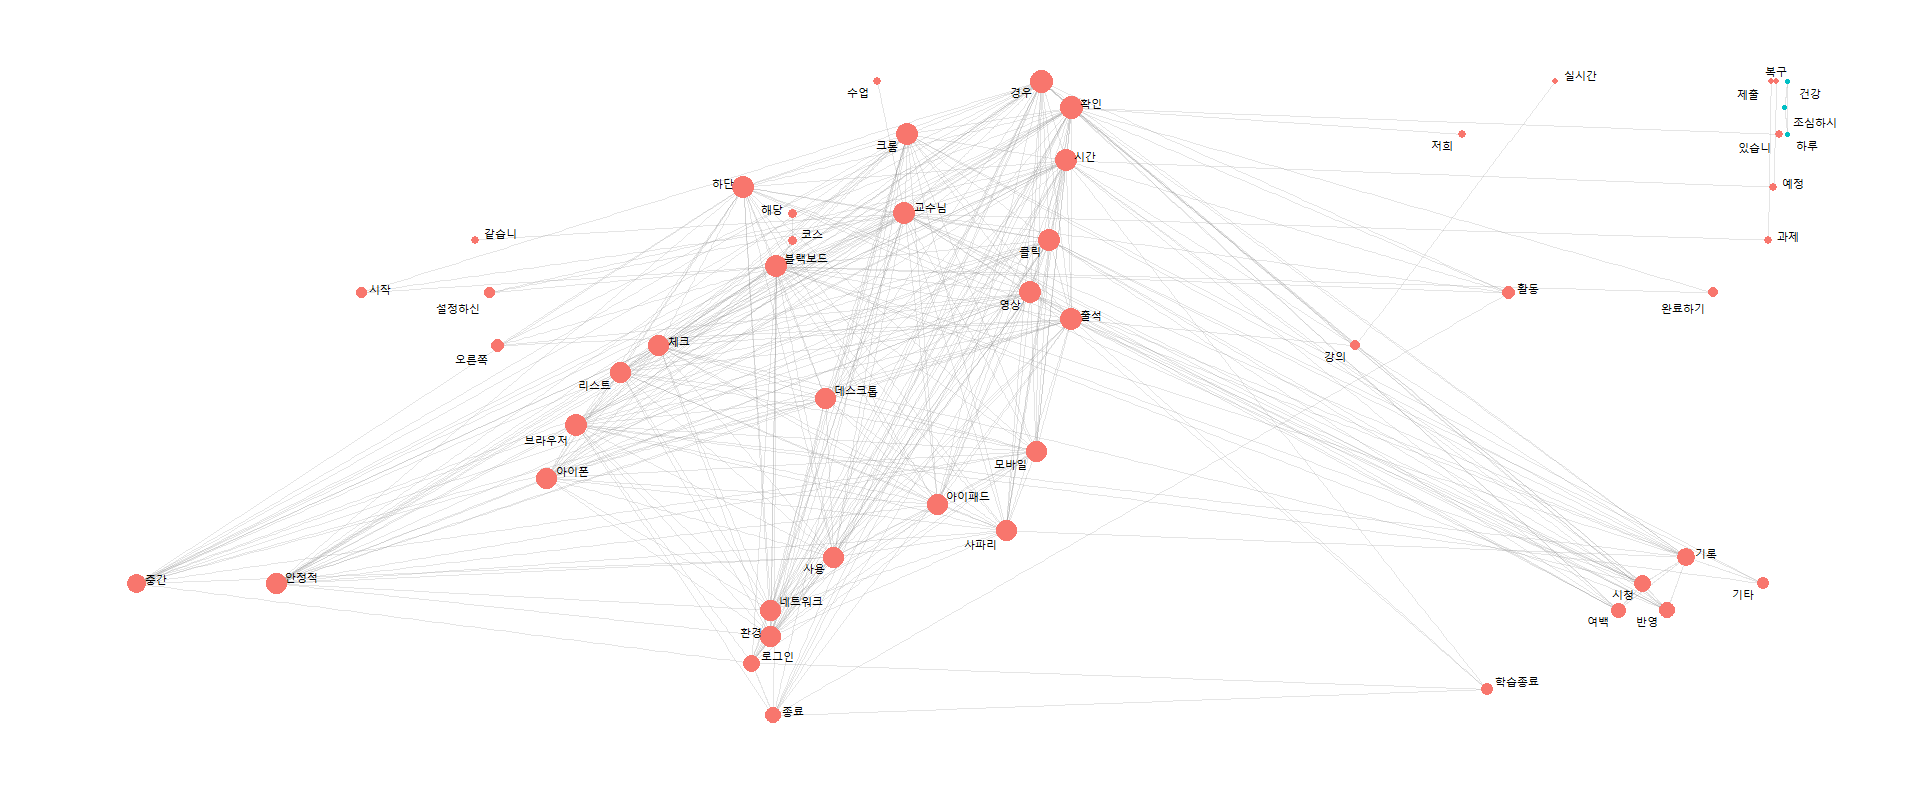 복구
실시간
수업
경우
제출
건강
확인
조심하시
크롬
저희
있습니
하루
시간
하단
예정
해당
교수님
같습니
코스
과제
클릭
블랙보드
시작
활동
설정하신
영상
완료하기
출석
체크
강의
오른쪽
리스트
데스크톱
브라우저
모바일
아이폰
아이패드
사파리
기록
사용
중간
안정적
시청
기타
네트워크
여백
반영
환경
로그인
학습종료
종료